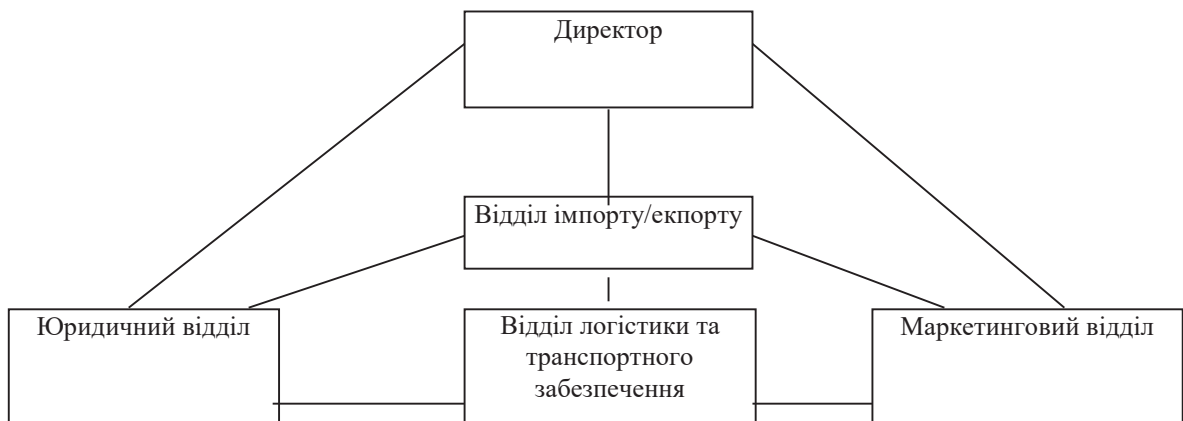 Директор
Відділ імпорту/екпорту
Юридичний відділ
Відділ логістики та
транспортного
забезпечення
Маркетинговий відділ